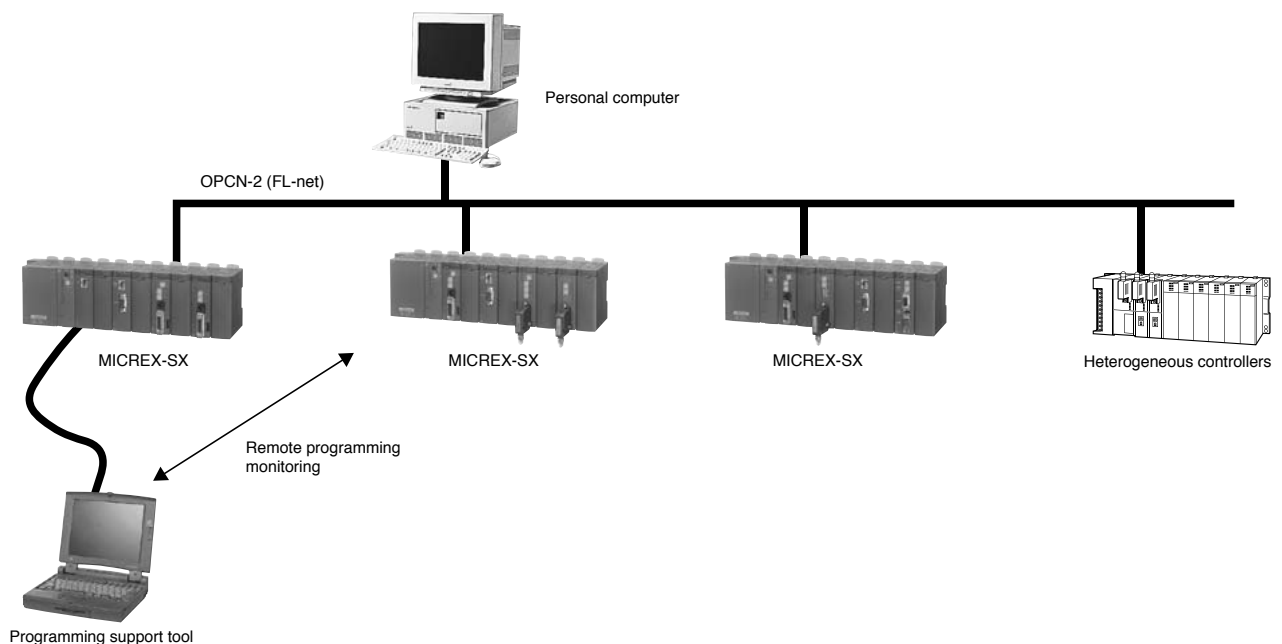 Personal computer
OPCN-2 (FL-net)
MICREX-SX
MICREX-SX
MICREX-SX
Heterogeneous controllers
Remote programming
monitoring
Programming support tool